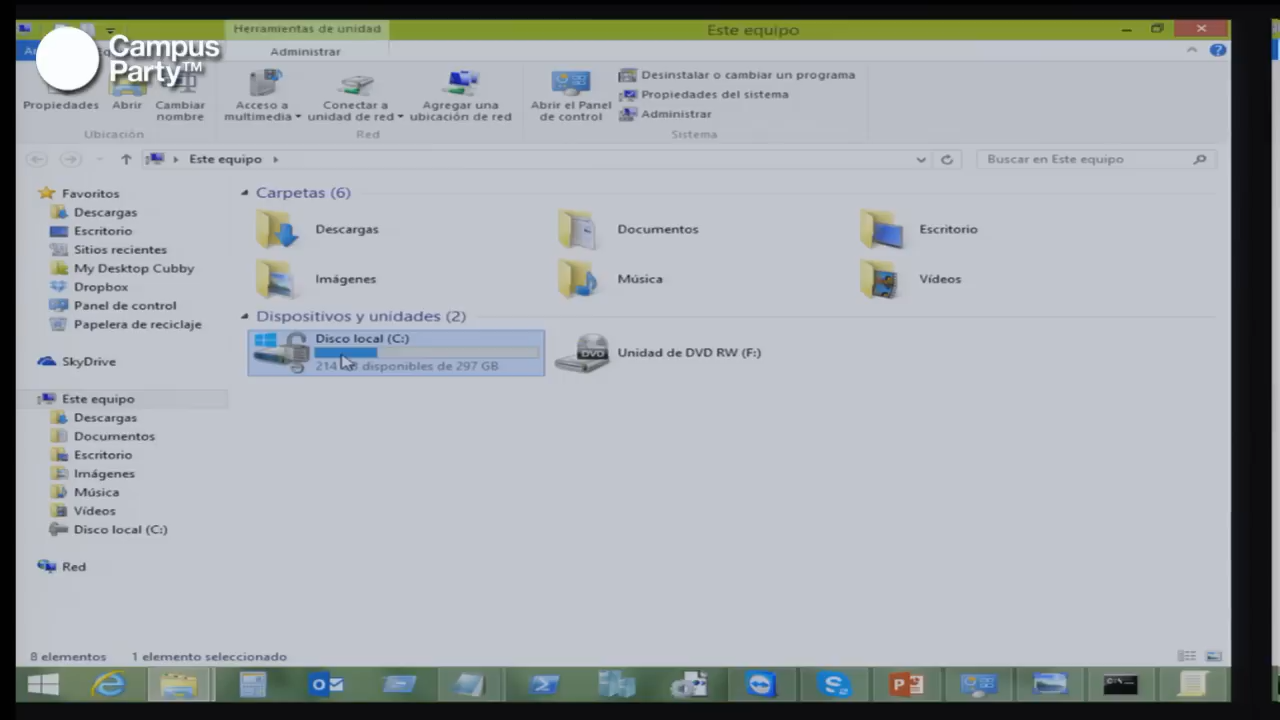 Campus
Party™
Herramientas de unidad
Este equipo
Administrar
Propiedades
Abrir
Cambiar
nombre
Ubicación
Acceso a
multimedia
Conectar a
unidad de red
Agregar una
ubicación de red
Red
Abrir el Panel
de control
Desinstalar o cambiar un programa
Propiedades del sistema
Administrar
Sistema
Este equipo
Buscar en Este equipo
Favoritos
Descargas
Escritorio
Sitios recientes
My Desktop Cubby
Dropbox
Panel de control
Papelera de reciclaje
SkyDrive
Este equipo
Descargas
Documentos
Escritorio
Imágenes
Música
Vídeos
Disco local (C:)
Red
Carpetas (6)
Descargas
Documentos
Escritorio
Imágenes
Música
Vídeos
Dispositivos y unidades (2)
Disco local (C:)
214 disponibles de 297 GB
DVD
Unidad de DVD RW (F:)
8 elementos
1 elemento seleccionado